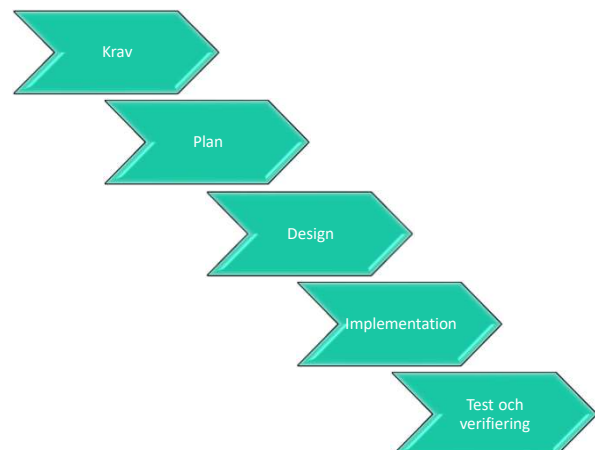 Krav
Plan
Design
Implementation
Test och
verifiering